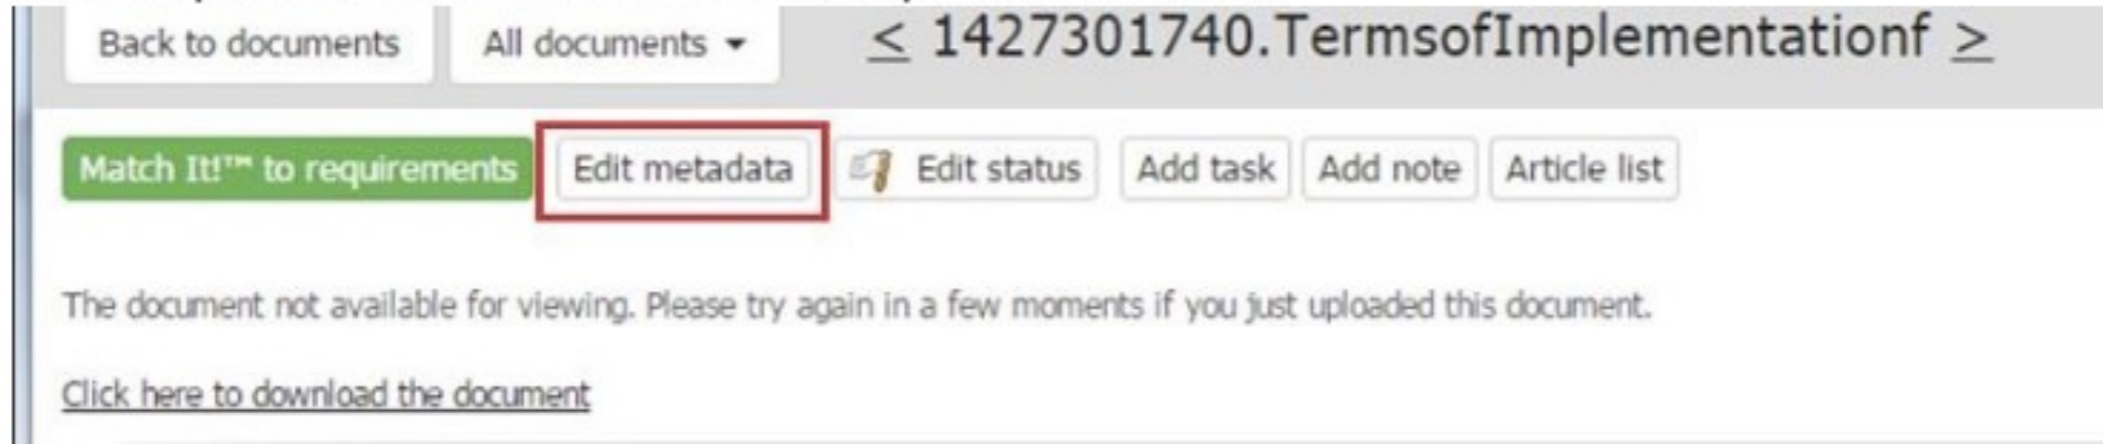 Back to documents All documents < 1427301740.TermsofImplementationf >
Match It!™ to requirements Edit metadata Edit status Add task Add note Article list
The document not available for viewing. Please try again in a few moments if you just uploaded this document.
Click here to download the document